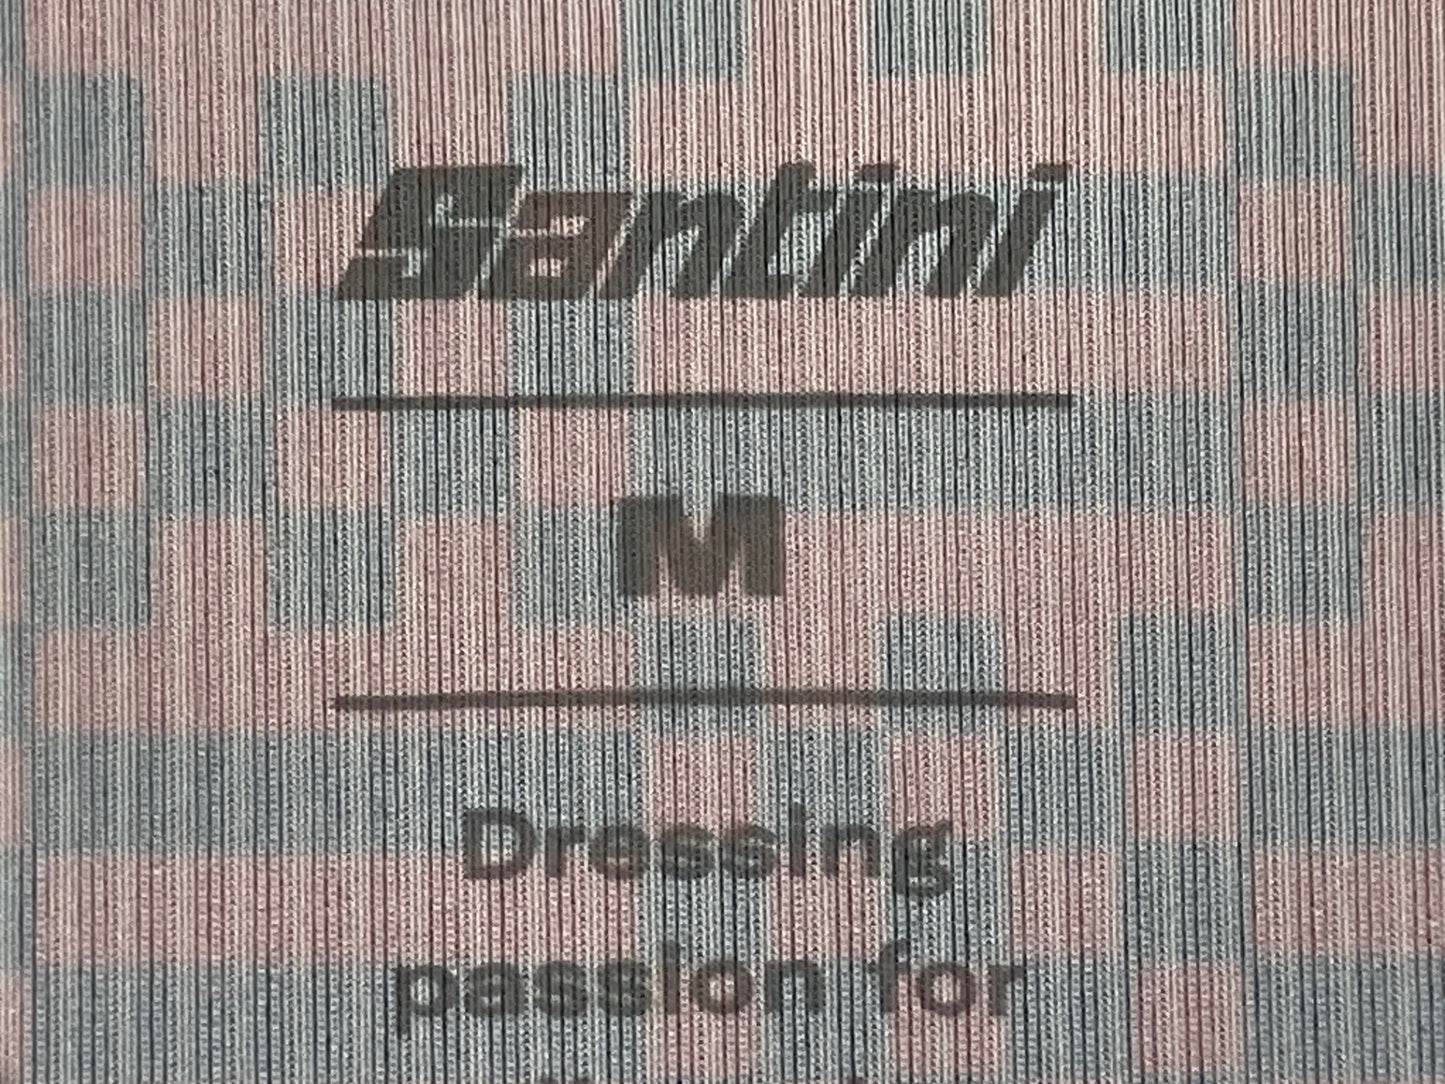 Santini
M
Dressing
passion for